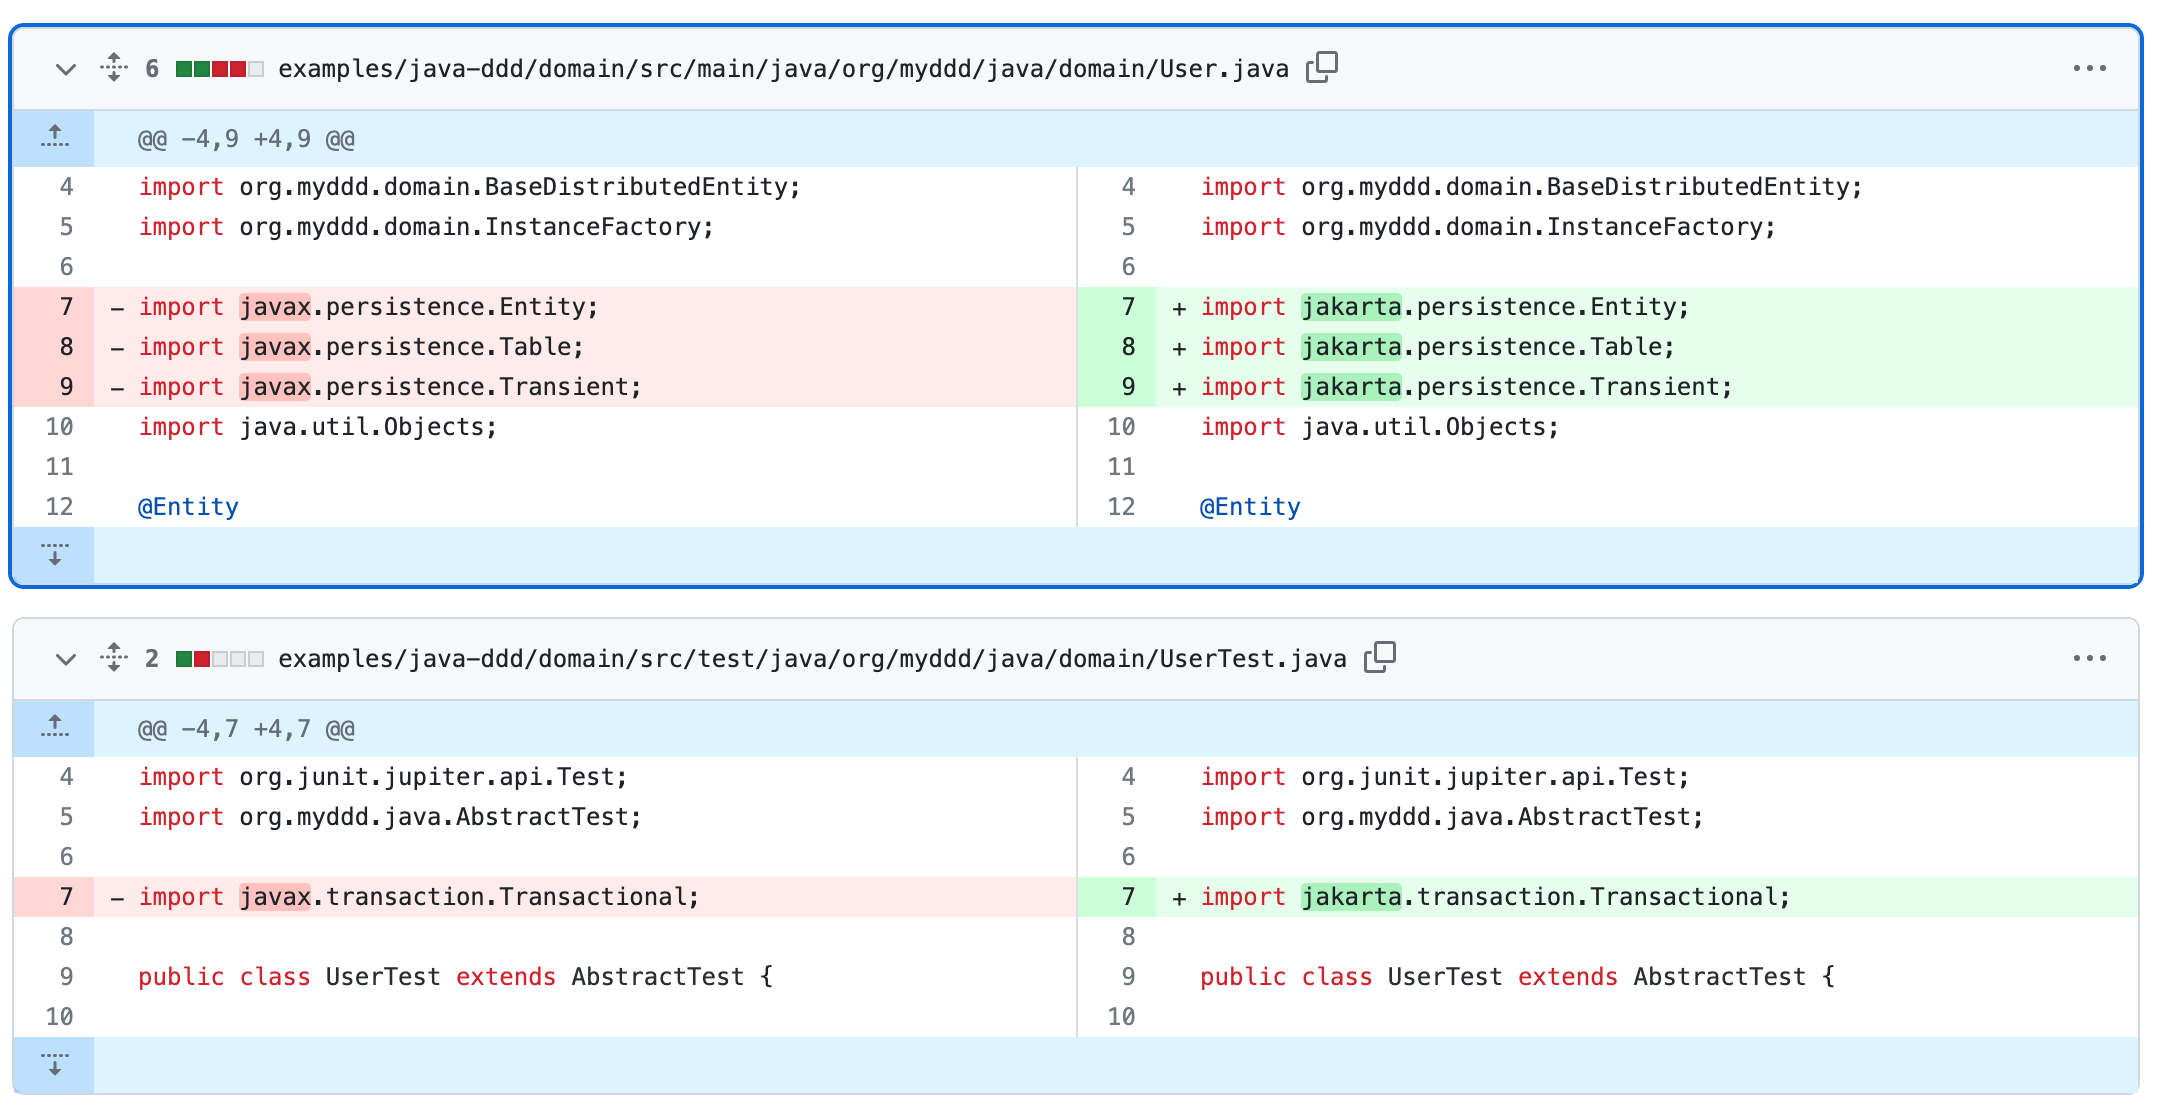 6 examples/java-ddd/domain/src/main/java/org/myddd/java/domain/User.java
@@ -4,9 +4,9 @@
4 import org.myddd.domain.BaseDistributedEntity; 4 import org.myddd.domain.BaseDistributedEntity;
5 import org.myddd.domain.InstanceFactory; 5 import org.myddd.domain.InstanceFactory;
6 6
7 - import javax.persistence.Entity; 7 + import jakarta.persistence.Entity;
8 - import javax.persistence.Table; 8 + import jakarta.persistence.Table;
9 - import javax.persistence.Transient; 9 + import jakarta.persistence.Transient;
10 import java.util.Objects; 10 import java.util.Objects;
11 11
12 @Entity 12 @Entity
2 examples/java-ddd/domain/src/test/java/org/myddd/java/domain/UserTest.java
@@ -4,7 +4,7 @@
4 import org.junit.jupiter.api.Test; 4 import org.junit.jupiter.api.Test;
5 import org.myddd.java.AbstractTest; 5 import org.myddd.java.AbstractTest;
6 6
7 - import javax.transaction.Transactional; 7 + import jakarta.transaction.Transactional;
8 8
9 public class UserTest extends AbstractTest { 9 public class UserTest extends AbstractTest {
10 10